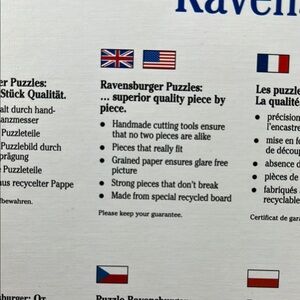 Raven
er Puzzles:
Stück Qualität.
alt durch hand-
anzmesser
Puzzleteile
Puzzlebild durch
prägung
e Puzzleteile
us recycelter Pappe
fbewahren.
Ravensburger Puzzles:
... superior quality piece by
piece.
• Handmade cutting tools ensure
that no two pieces are alike
• Pieces that really fit
• Grained paper ensures glare free
picture
• Strong pieces that don't break
• Made from special recycled board
Please keep your guarantee.
Les puzzle
La qualité
• précision
l'encastre
• mise en
de décou
• absence d
• pièces de
• fabriqués
recyclable
Certificat de garan
sburger: Or
Puzzle Ravensburger